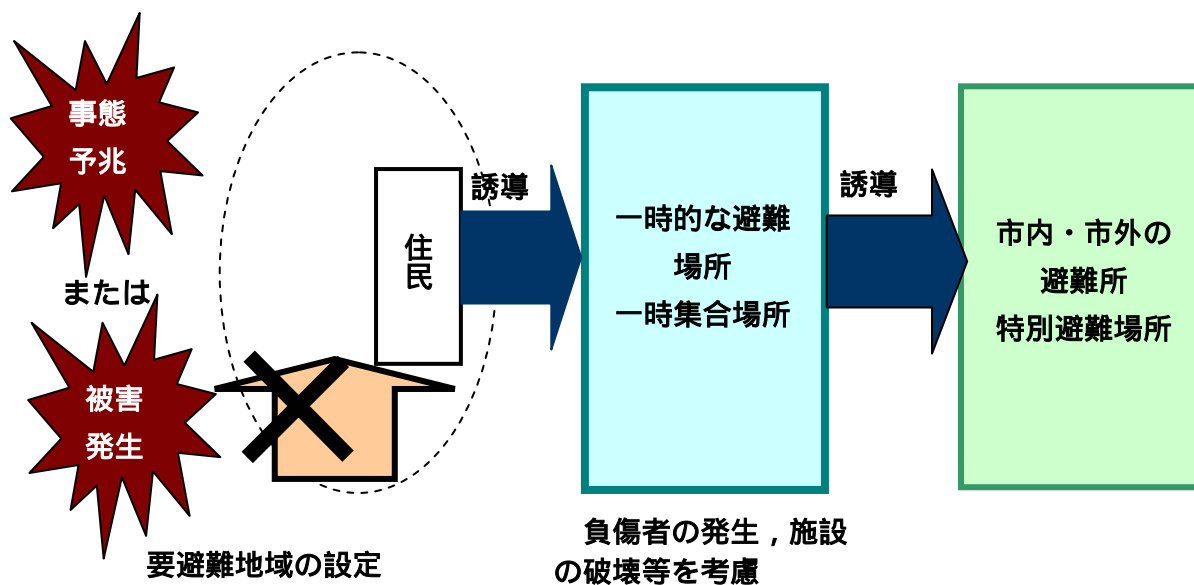 事態
予兆
または
被害
発生
要避難地域の設定
住
民
誘導
一時的な避難
場所
一時集合場所
負傷者の発生，施設
の破壊等を考慮
誘導
市内・市外の
避難所
特別避難場所